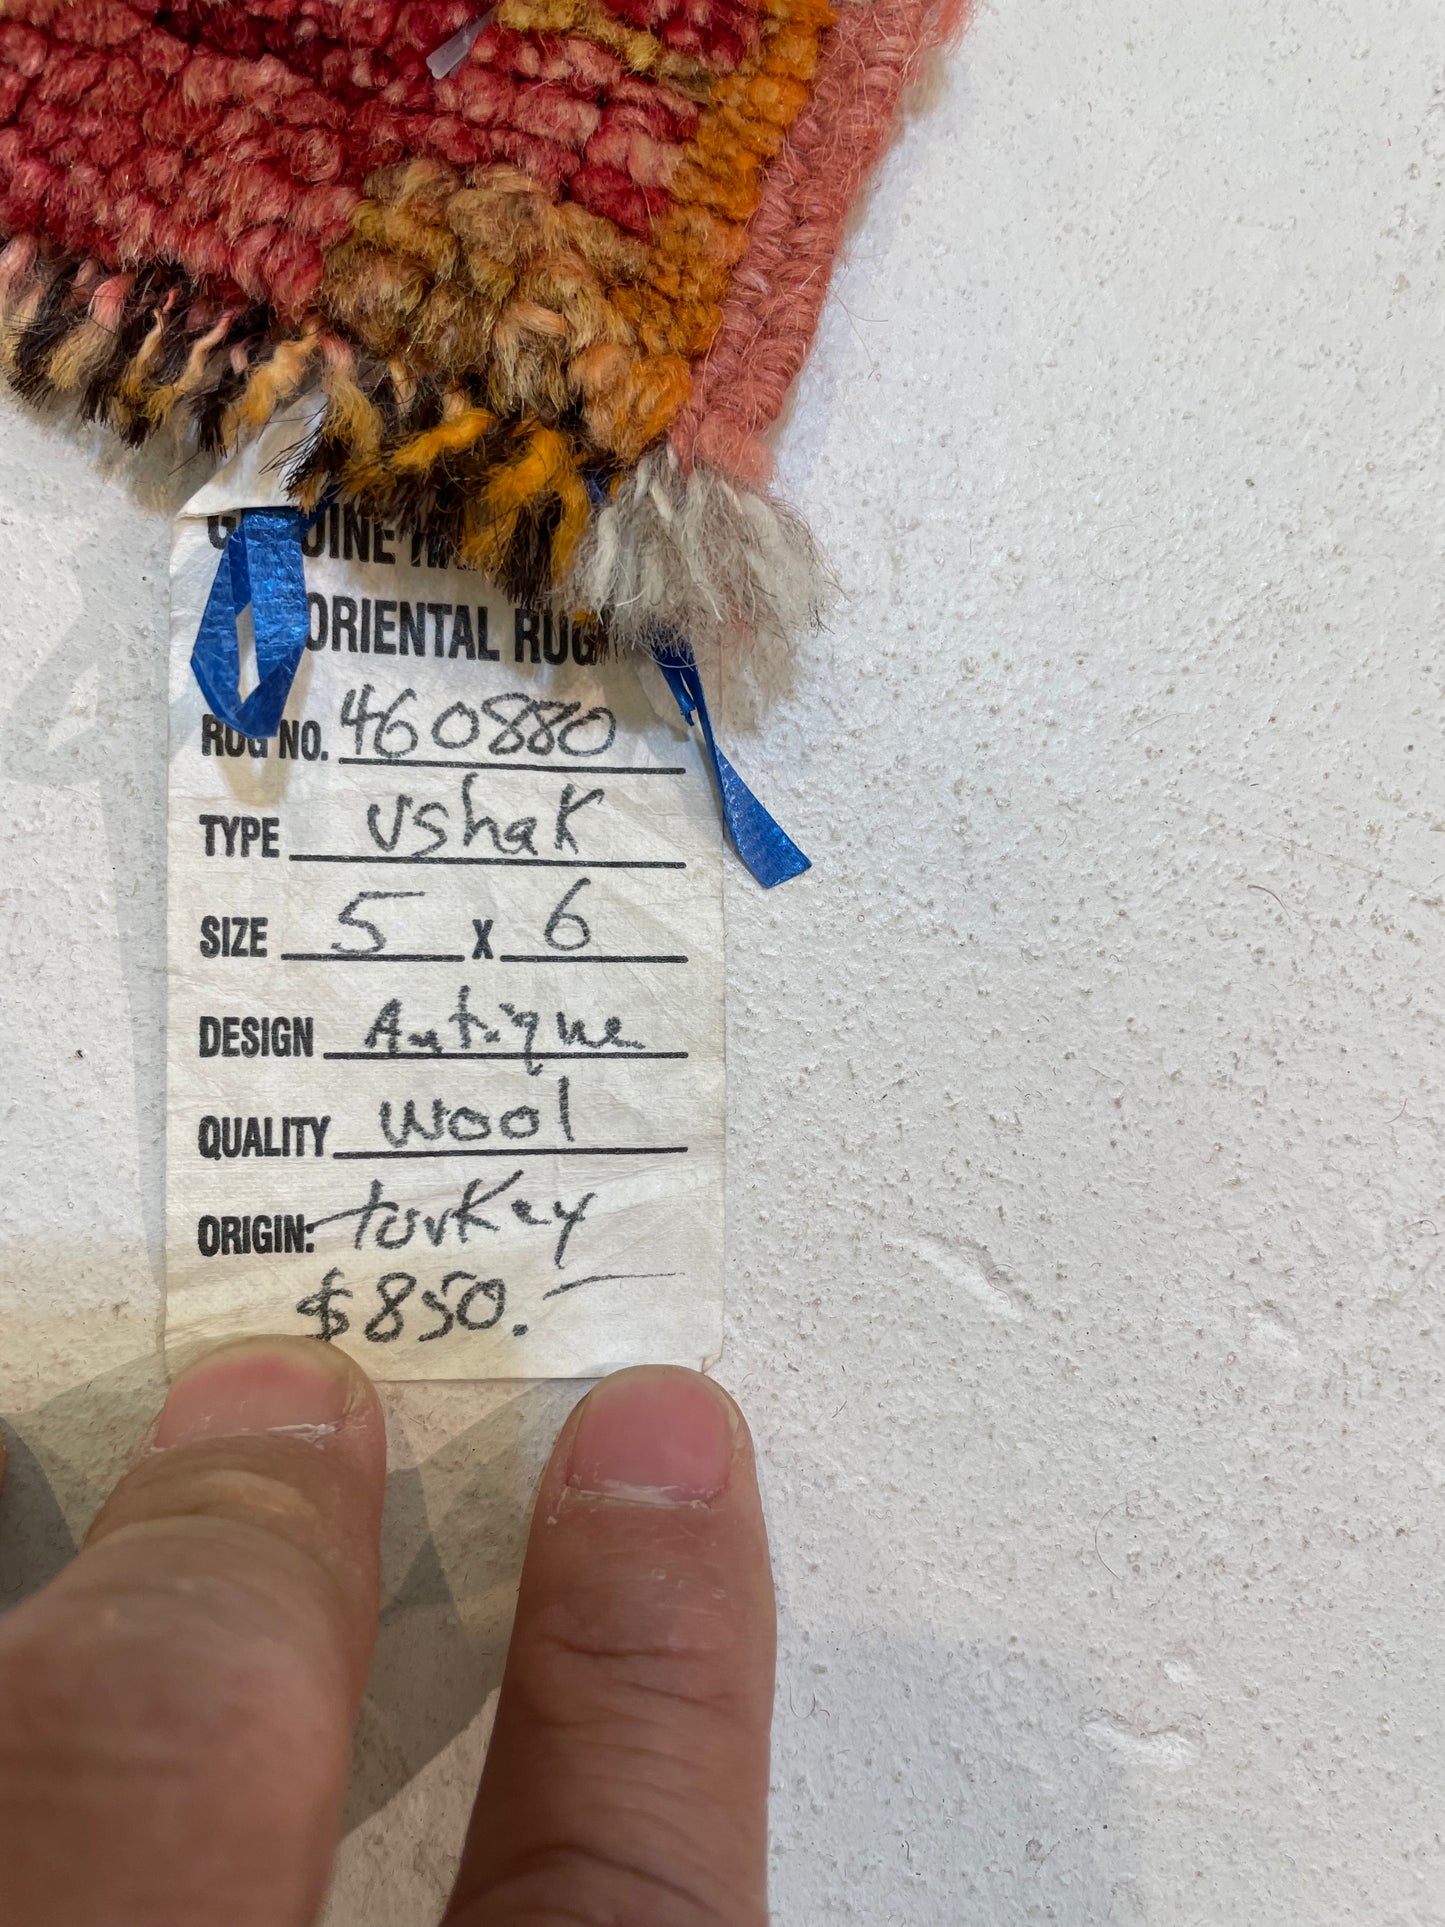 ORIENTAL RUG
RUG NO. 460880
TYPE Ushak
SIZE 5 x 6
DESIGN Antique
QUALITY wool
ORIGIN: turkey
$850.—